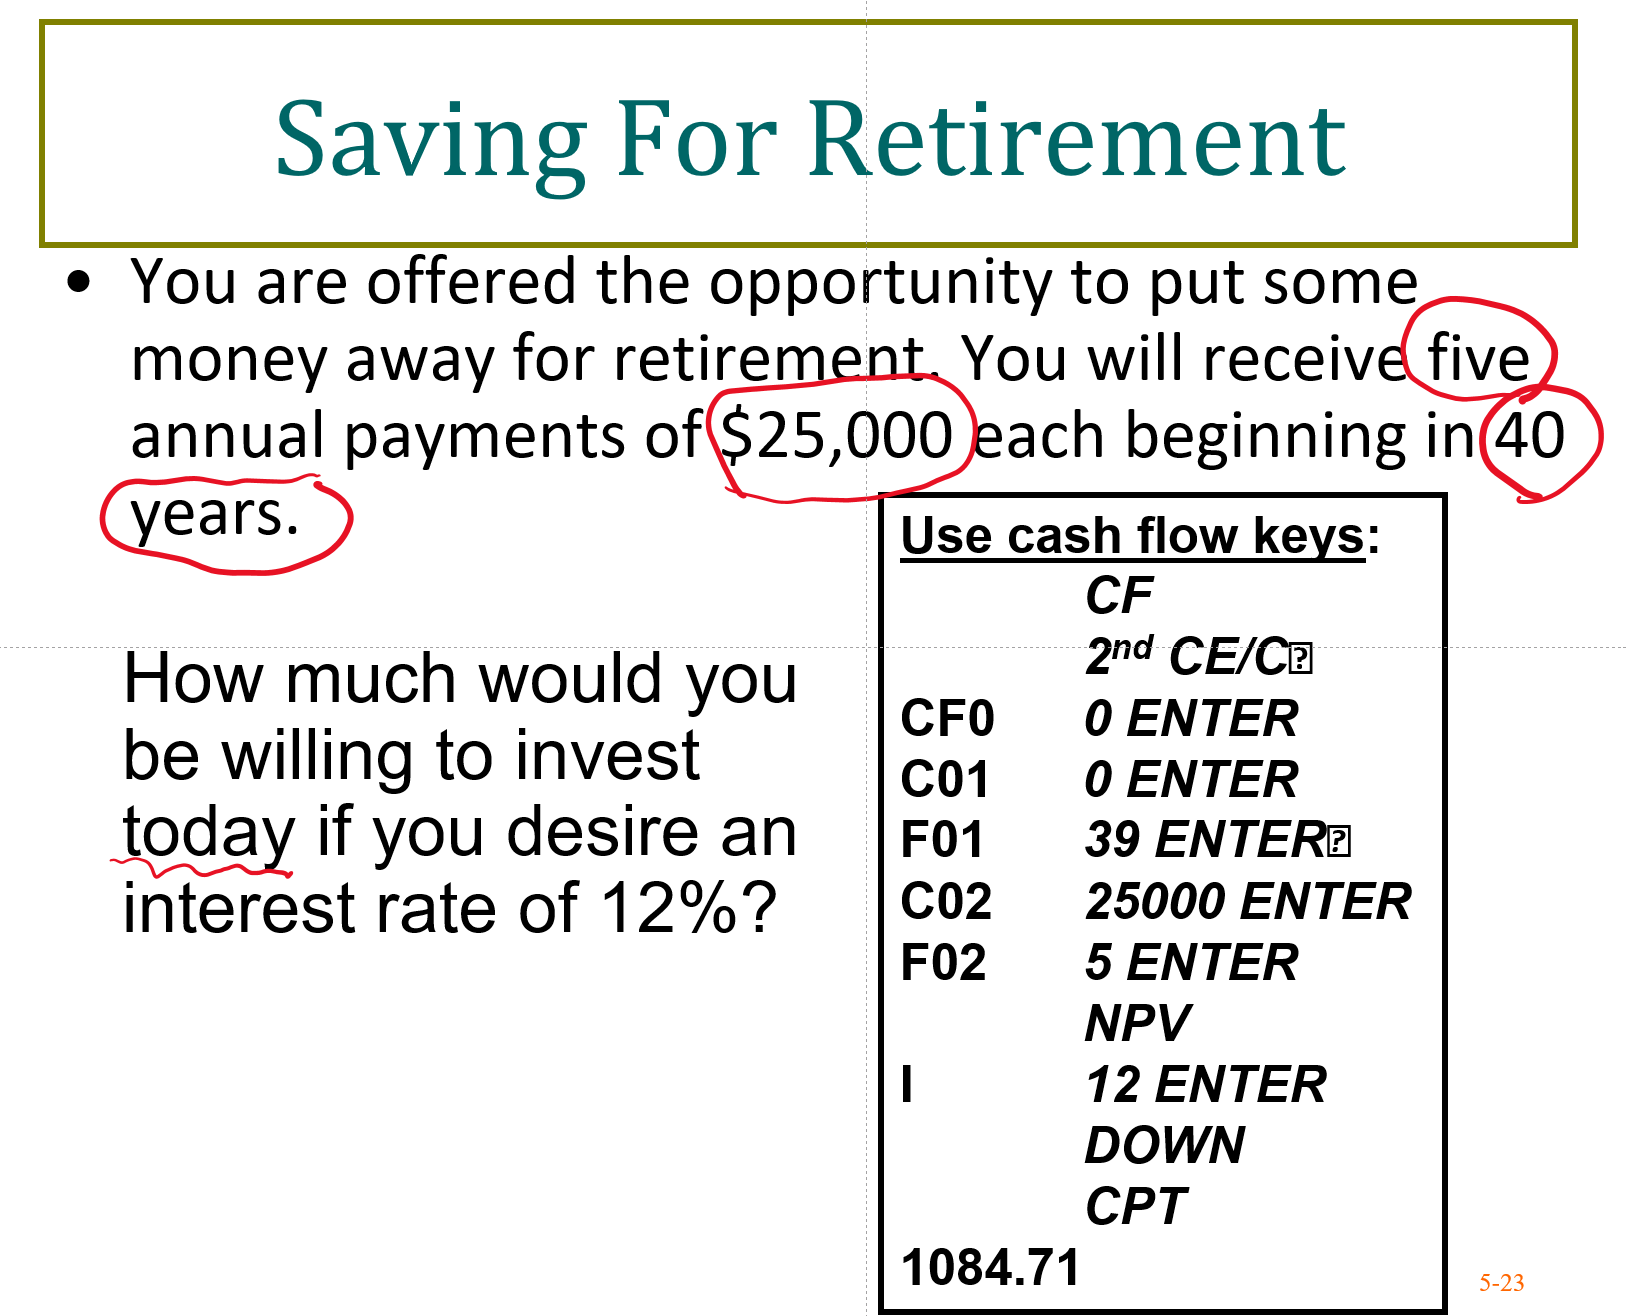 Saving For Retirement
• You are offered the opportunity to put some
money away for retirement. You will receive five
annual payments of $25,000 each beginning in 40
years.
How much would you
be willing to invest
today if you desire an
interest rate of 12%?
Use cash flow keys:
CF
2nd CE/C
CF0 0 ENTER
C01 0 ENTER
F01 39 ENTER
C02 25000 ENTER
F02 5 ENTER
NPV
I 12 ENTER
DOWN
CPT
1084.71
5-23